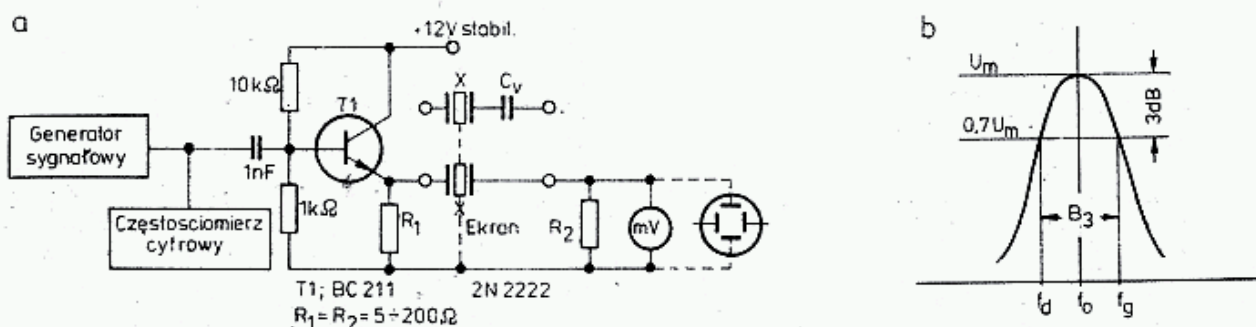 a
+12V stabil.
10kΩ
T1
X
Cv
Generator
sygnałowy
1nF
1kΩ
Częstościomierz
cyfrowy
R1
X
Ekran
R2
mV
T1; BC 211
2N 2222
R1=R2=5÷200Ω
b
Um
0,7Um
3dB
B3
fd
fo
fg